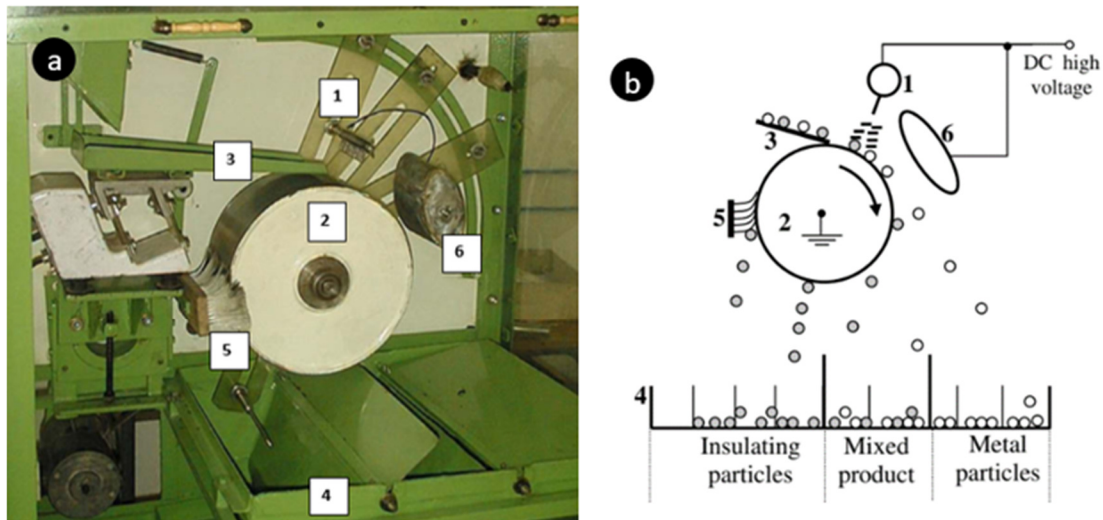 a
1
3
2
6
5
4
b
DC high
voltage
1
3
6
5
2
4
Insulating
particles
Mixed
product
Metal
particles